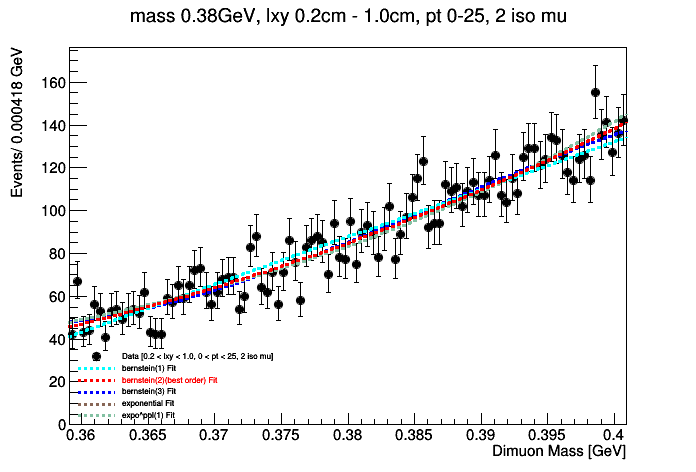 mass 0.38GeV, lxy 0.2cm - 1.0cm, pt 0-25, 2 iso mu
Events/ 0.000418 GeV
160
140
120
100
80
60
40
20
0
Data [0.2 < lxy < 1.0, 0 < pt < 25, 2 iso mu]
bernstein(1) Fit
bernstein(2)(best order) Fit
bernstein(3) Fit
exponential Fit
expo*ppl(1) Fit
0.36 0.365 0.37 0.375 0.38 0.385 0.39 0.395 0.4
Dimuon Mass [GeV]